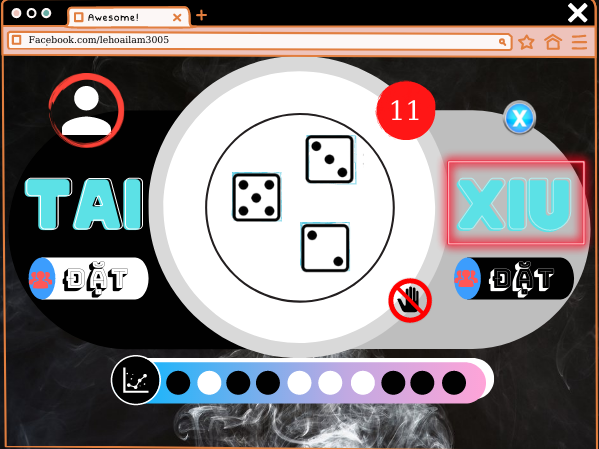 Awesome!
Facebook.com/lehoailam3005
11
X
TAI
XIU
ĐẶT
ĐẶT